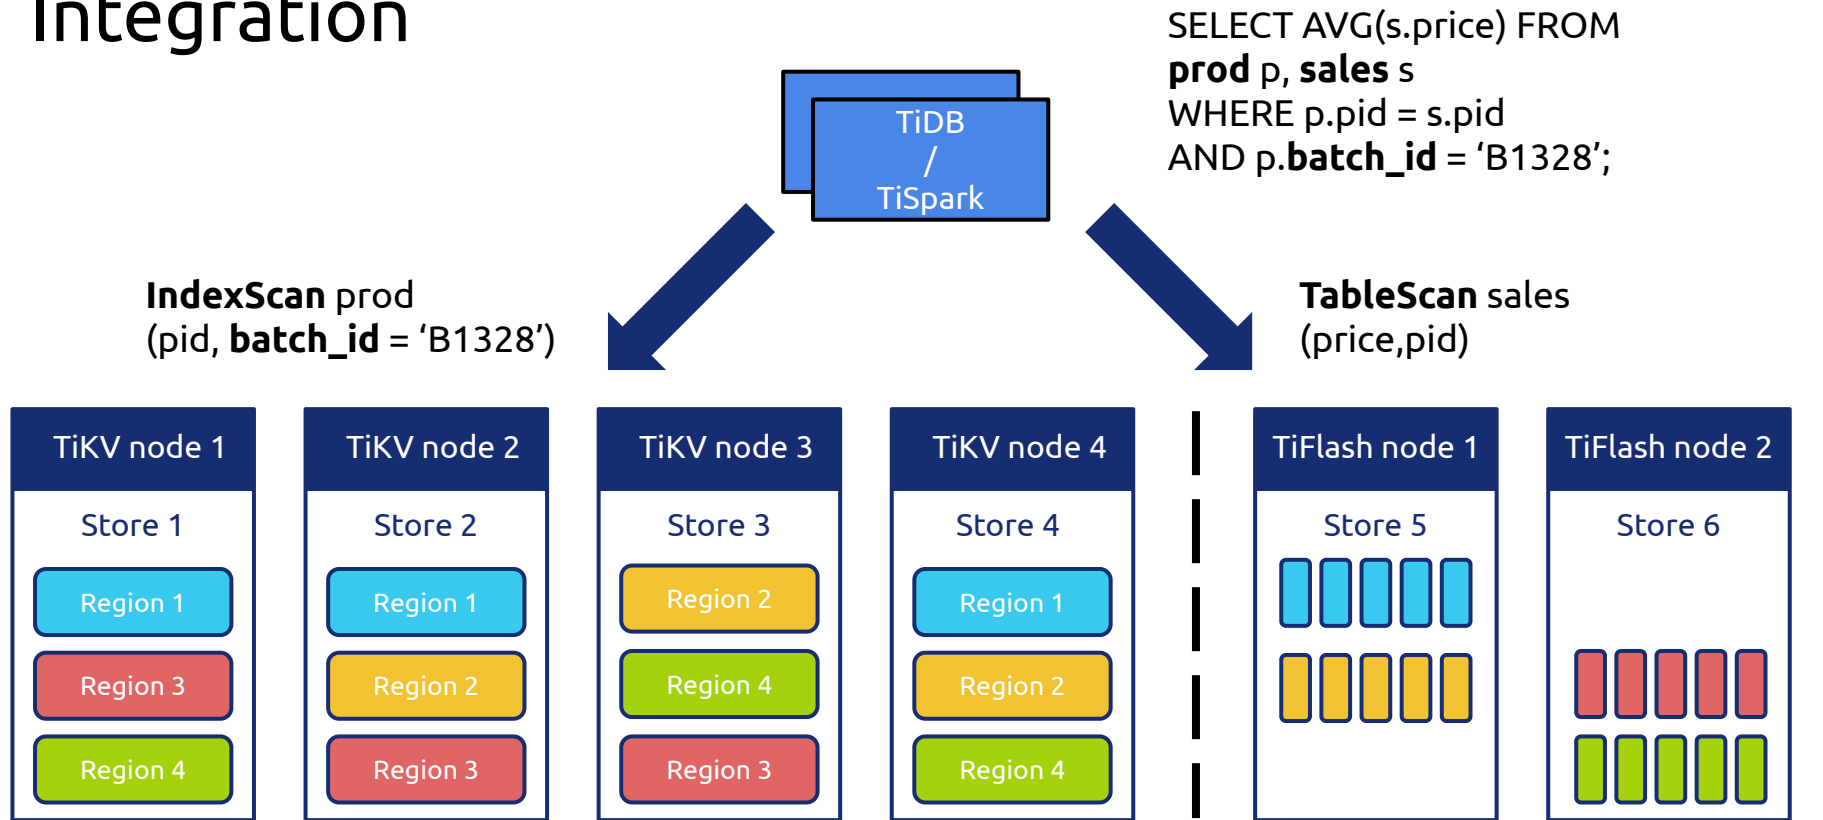 Integration
SELECT AVG(s.price) FROM
prod p, sales s
WHERE p.pid = s.pid
AND p.batch_id = ‘B1328’;
TiDB
/
TiSpark
IndexScan prod
(pid, batch_id = ‘B1328’)
TableScan sales
(price,pid)
TiKV node 1
Store 1
Region 1
Region 3
Region 4
TiKV node 2
Store 2
Region 1
Region 2
Region 3
TiKV node 3
Store 3
Region 2
Region 4
Region 3
TiKV node 4
Store 4
Region 1
Region 2
Region 4
TiFlash node 1
Store 5
TiFlash node 2
Store 6